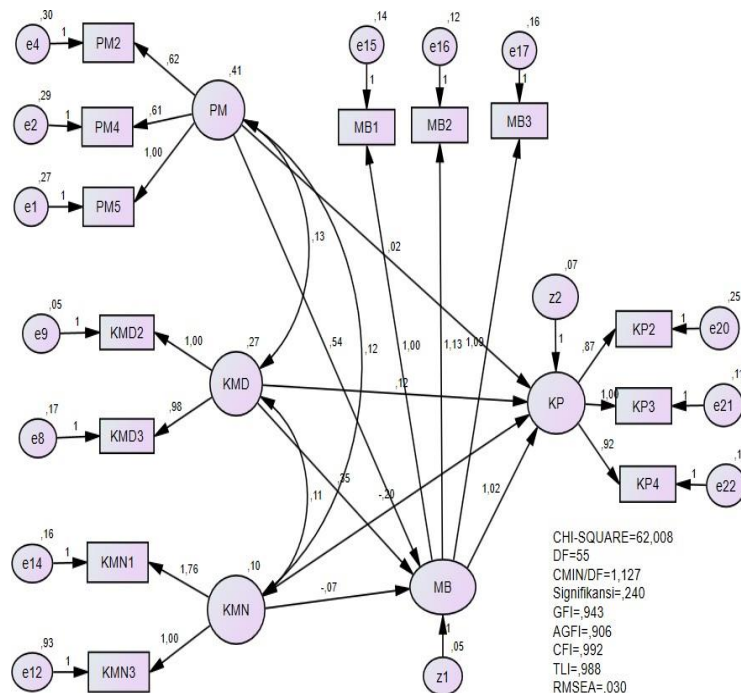 ,30
e4 1 PM2
,62
,29
e2 1 PM4
,61
,27
e1 1 PM5
1,00
,41
PM
,14
e15
1
MB1
,12
e16
1
MB2
,16
e17
1
MB3
,13
,02
,54
,12
1,00
1,13
1,09
,05
e9 1 KMD2
1,00
,17
e8 1 KMD3
,98
,27
KMD
,12
,35
,11
-,20
,07
z2
1
KP
,87
KP2 1 e20
,25
1,00
KP3 1 e21
,11
,92
KP4 1 e22
,1
,16
e14 1 KMN1
1,76
,93
e12 1 KMN3
1,00
,10
KMN
-,07
MB
1,02
1
,05
z1
CHI-SQUARE=62,008
DF=55
CMIN/DF=1,127
Signifikansi=,240
GFI=,943
AGFI=,906
CFI=,992
TLI=,988
RMSEA=,030